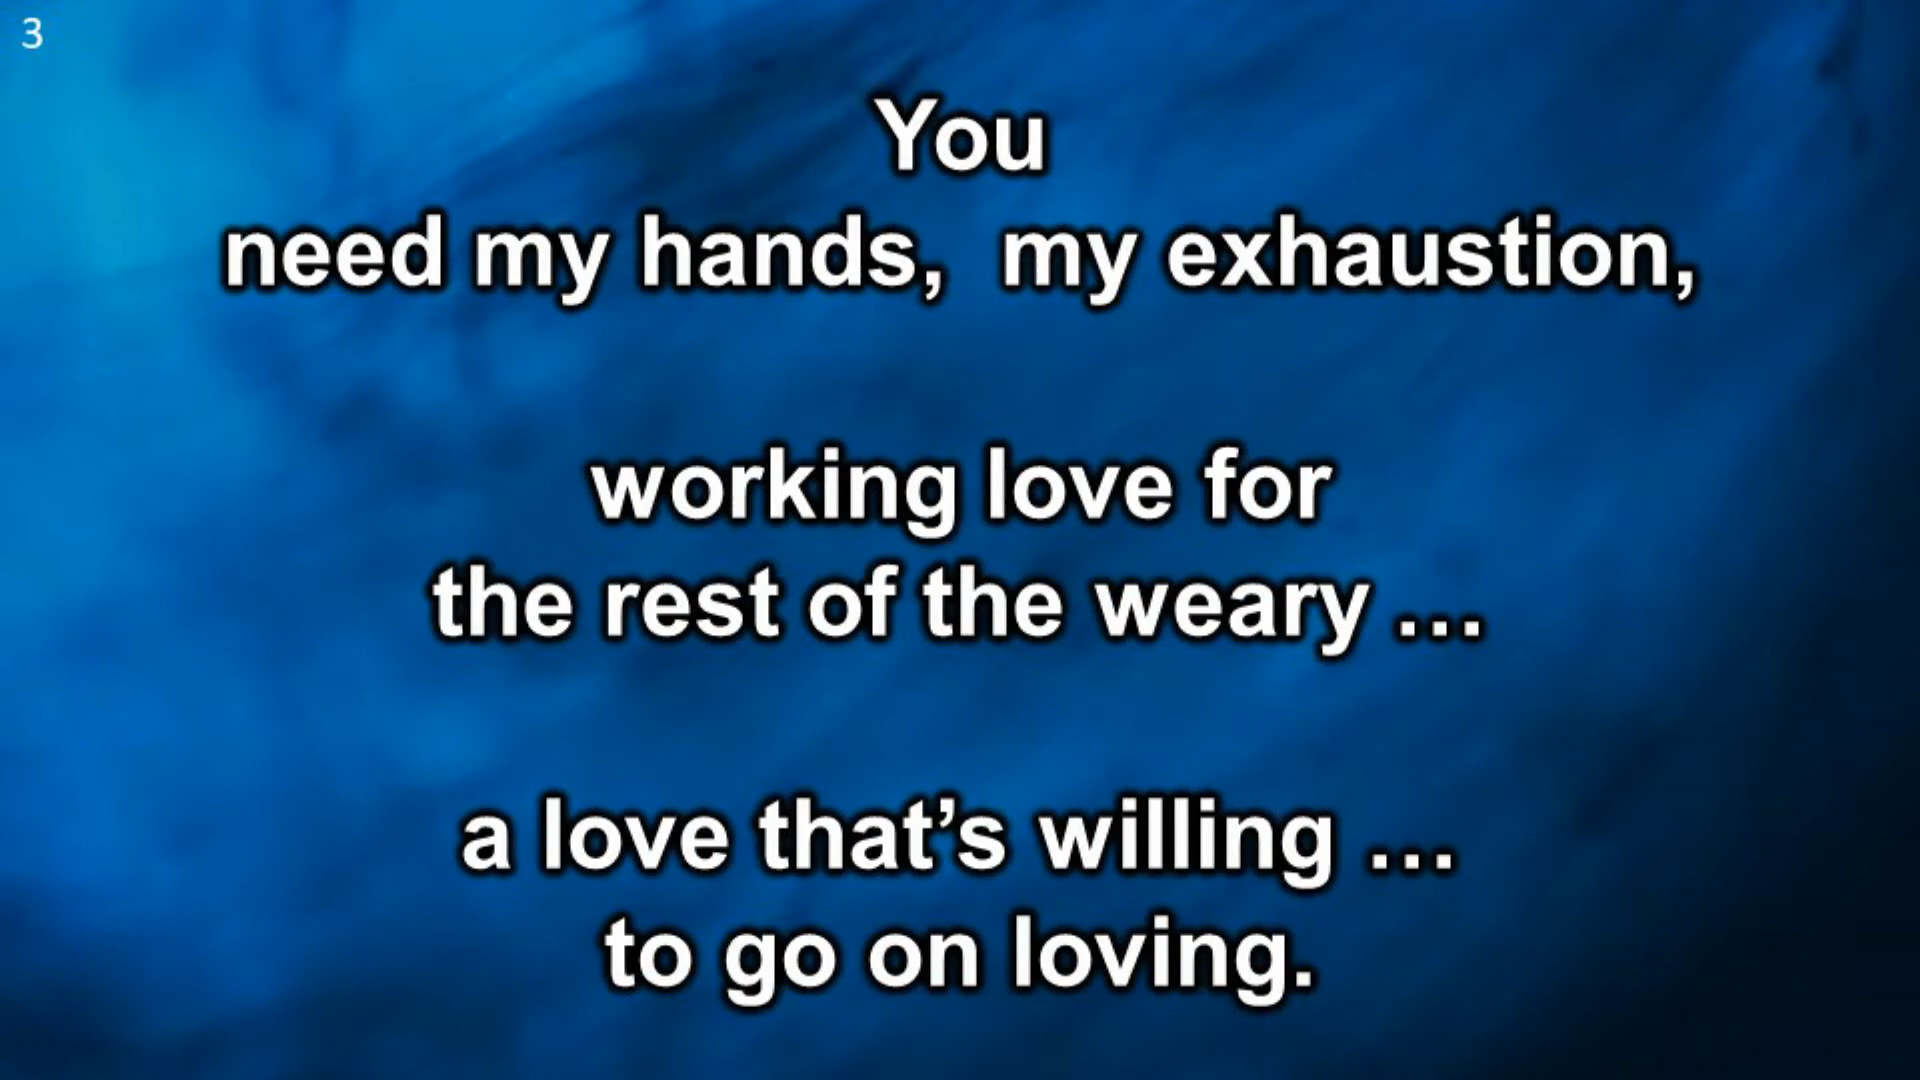 3
You
need my hands,  my exhaustion,
working love for
the rest of the weary …
a love that’s willing …
to go on loving.